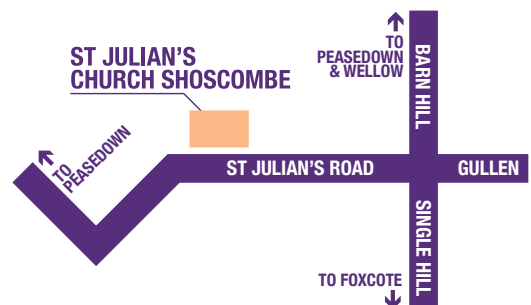 ST JULIAN'S
CHURCH SHOSCOMBE
TO
PEASEDOWN
TO
PEASEDOWN
& WELLOW
BARN HILL
ST JULIAN'S ROAD
GULLEN
SINGLE HILL
TO FOXCOTE